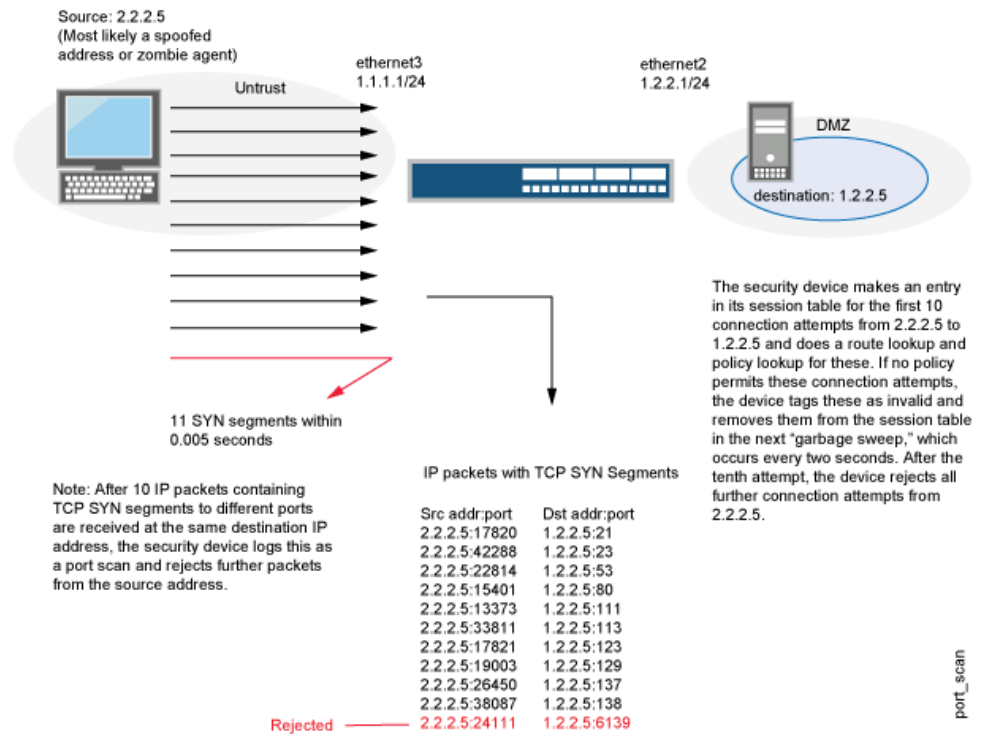 Source: 2.2.2.5
(Most likely a spoofed
address or zombie agent)
Untrust
ethernet3
1.1.1.1/24
ethernet2
1.2.2.1/24
DMZ
destination: 1.2.2.5
11 SYN segments within
0.005 seconds
Note: After 10 IP packets containing
TCP SYN segments to different ports
are received at the same destination IP
address, the security device logs this as
a port scan and rejects further packets
from the source address.
The security device makes an entry
in its session table for the first 10
connection attempts from 2.2.2.5 to
1.2.2.5 and does a route lookup and
policy lookup for these. If no policy
permits these connection attempts,
the device tags these as invalid and
removes them from the session table
in the next “garbage sweep,” which
occurs every two seconds. After the
tenth attempt, the device rejects all
further connection attempts from
2.2.2.5.
IP packets with TCP SYN Segments
Src addr:port Dst addr:port
2.2.2.5:17820 1.2.2.5:21
2.2.2.5:42288 1.2.2.5:23
2.2.2.5:22814 1.2.2.5:53
2.2.2.5:15401 1.2.2.5:80
2.2.2.5:13373 1.2.2.5:111
2.2.2.5:33811 1.2.2.5:113
2.2.2.5:17821 1.2.2.5:123
2.2.2.5:19003 1.2.2.5:129
2.2.2.5:26450 1.2.2.5:137
2.2.2.5:38087 1.2.2.5:138
Rejected 2.2.2.5:24111 1.2.2.5:6139
port_scan